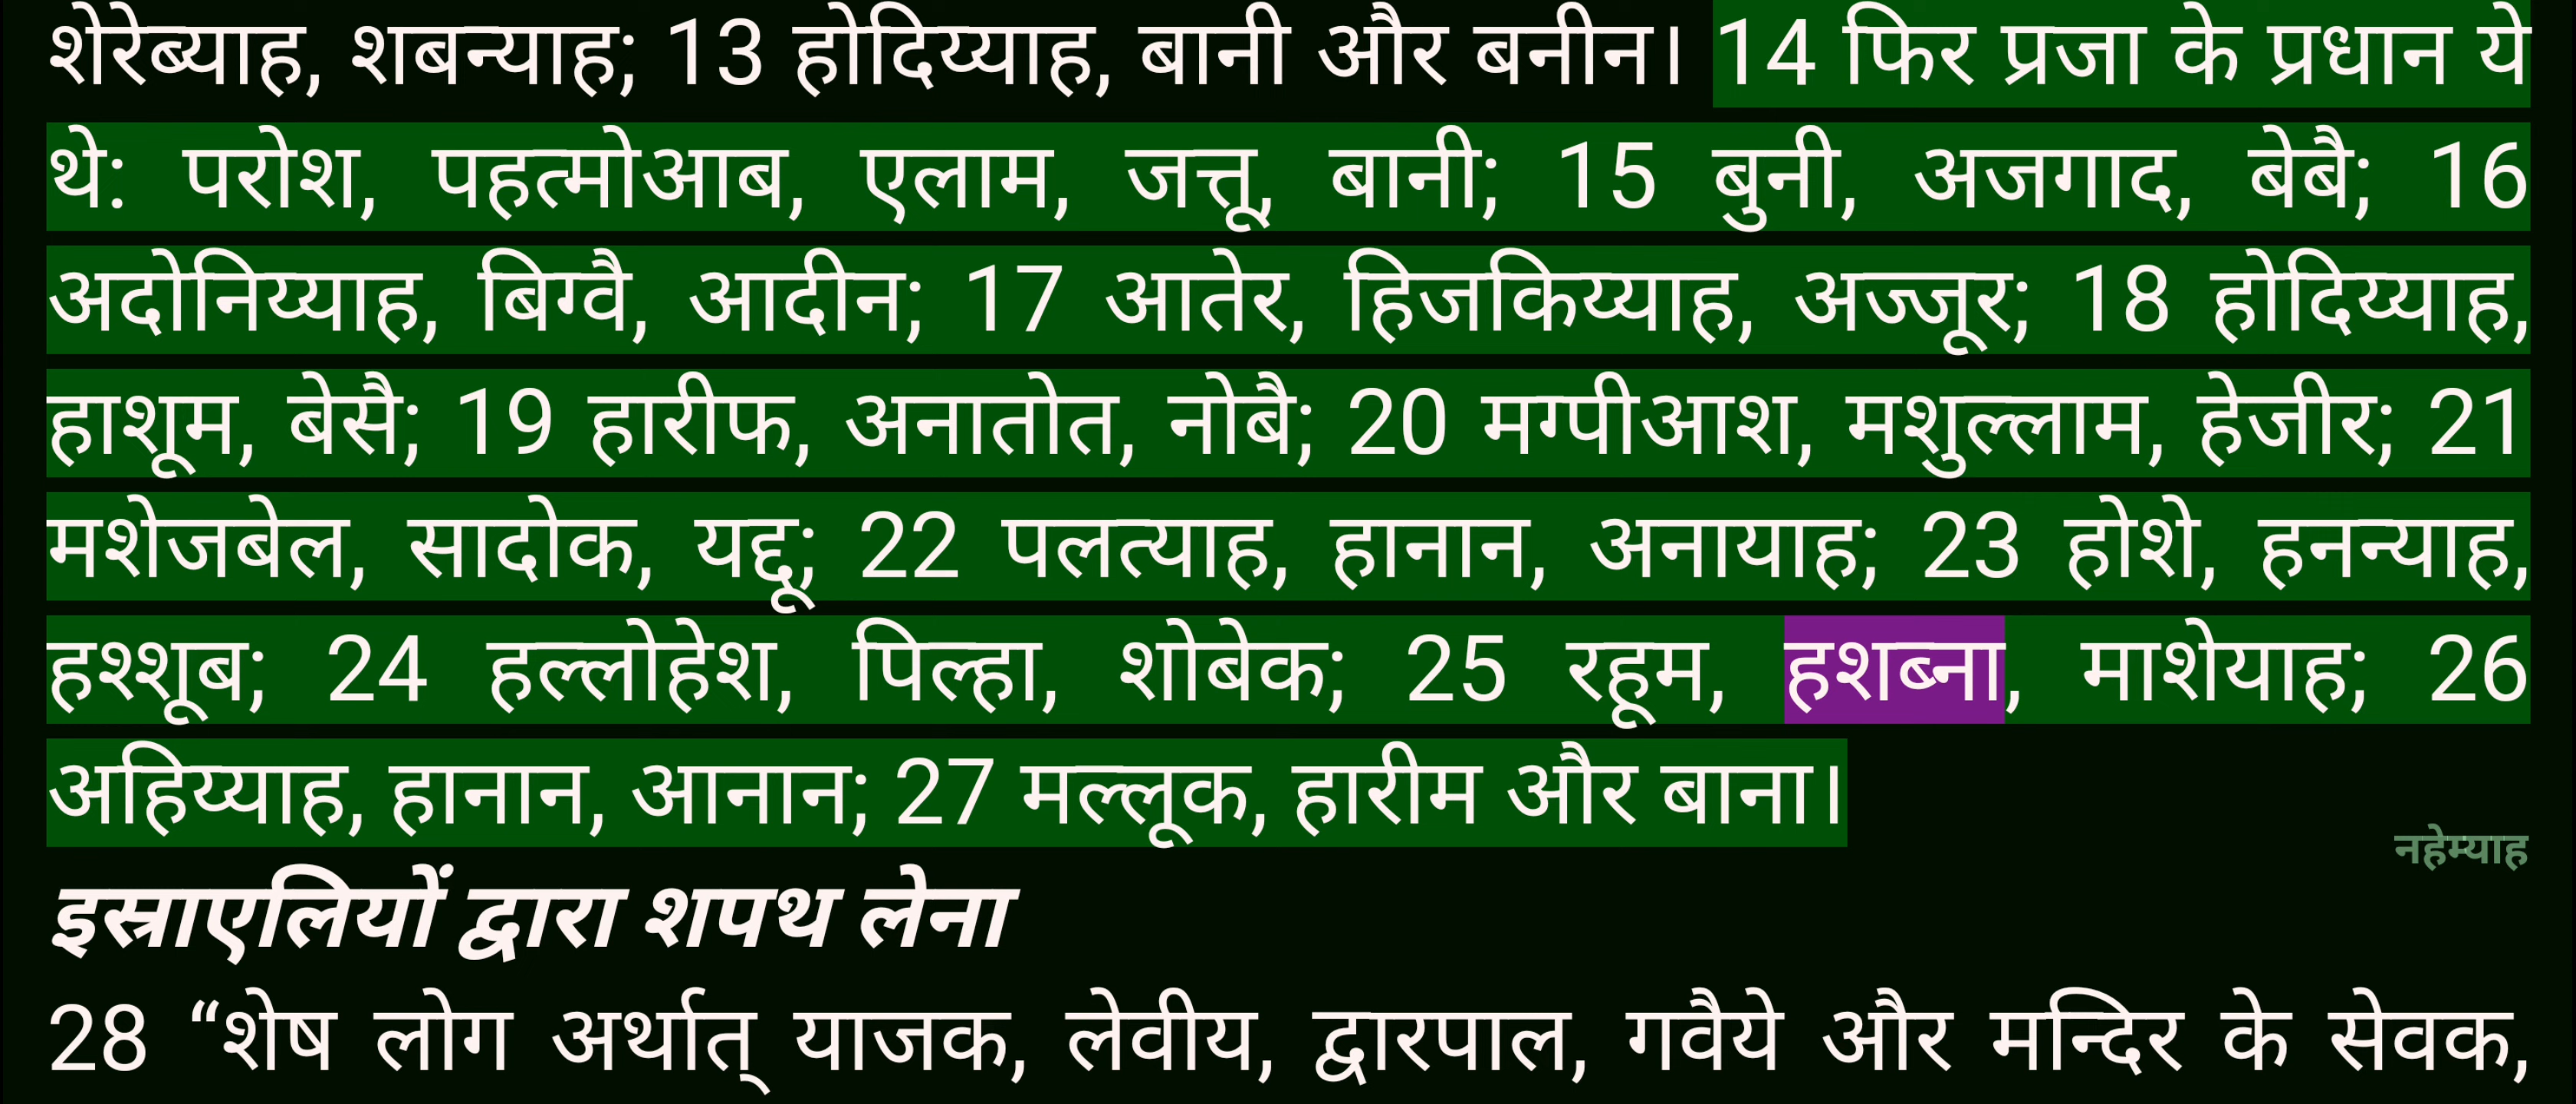 शेरेब्याह, शबन्याह; 13 होदिय्याह, बानी और बनीन। 14 फिर प्रजा के प्रधान ये
थे: परोश, पहत्मोआब, एलाम, जत्तू, बानी; 15 बुनी, अजगाद, बेबै; 16
अदोनिय्याह, बिग्वै, आदीन; 17 आतेर, हिजकिय्याह, अज्जूर; 18 होदिय्याह,
हाशूम, बेसै; 19 हारीफ, अनातोत, नोबै; 20 मग्पीआश, मशुल्लाम, हेजीर; 21
मशेजबेल, सादोक, यद्दू; 22 पलत्याह, हानान, अनायाह; 23 होशे, हनन्याह,
हश्शूब; 24 हल्लोहेश, पिल्हा, शोबेक; 25 रहूम, हशब्ना, माशेयाह; 26
अहिय्याह, हानान, आनान; 27 मल्लूक, हारीम और बाना।
नहेम्याह
इस्राएलियों द्वारा शपथ लेना
28 “शेष लोग अर्थात् याजक, लेवीय, द्वारपाल, गवैये और मन्दिर के सेवक,